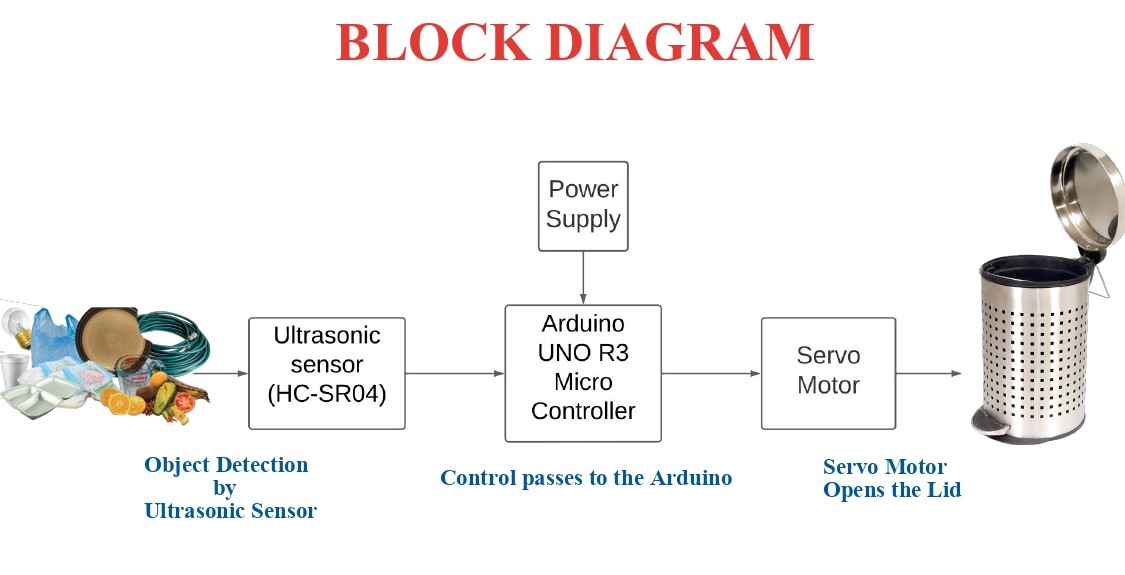 BLOCK DIAGRAM
Power
Supply
Ultrasonic
sensor
(HC-SR04)
Arduino
UNO R3
Micro
Controller
Servo
Motor
Object Detection
by
Ultrasonic Sensor
Control passes to the Arduino
Servo Motor
Opens the Lid